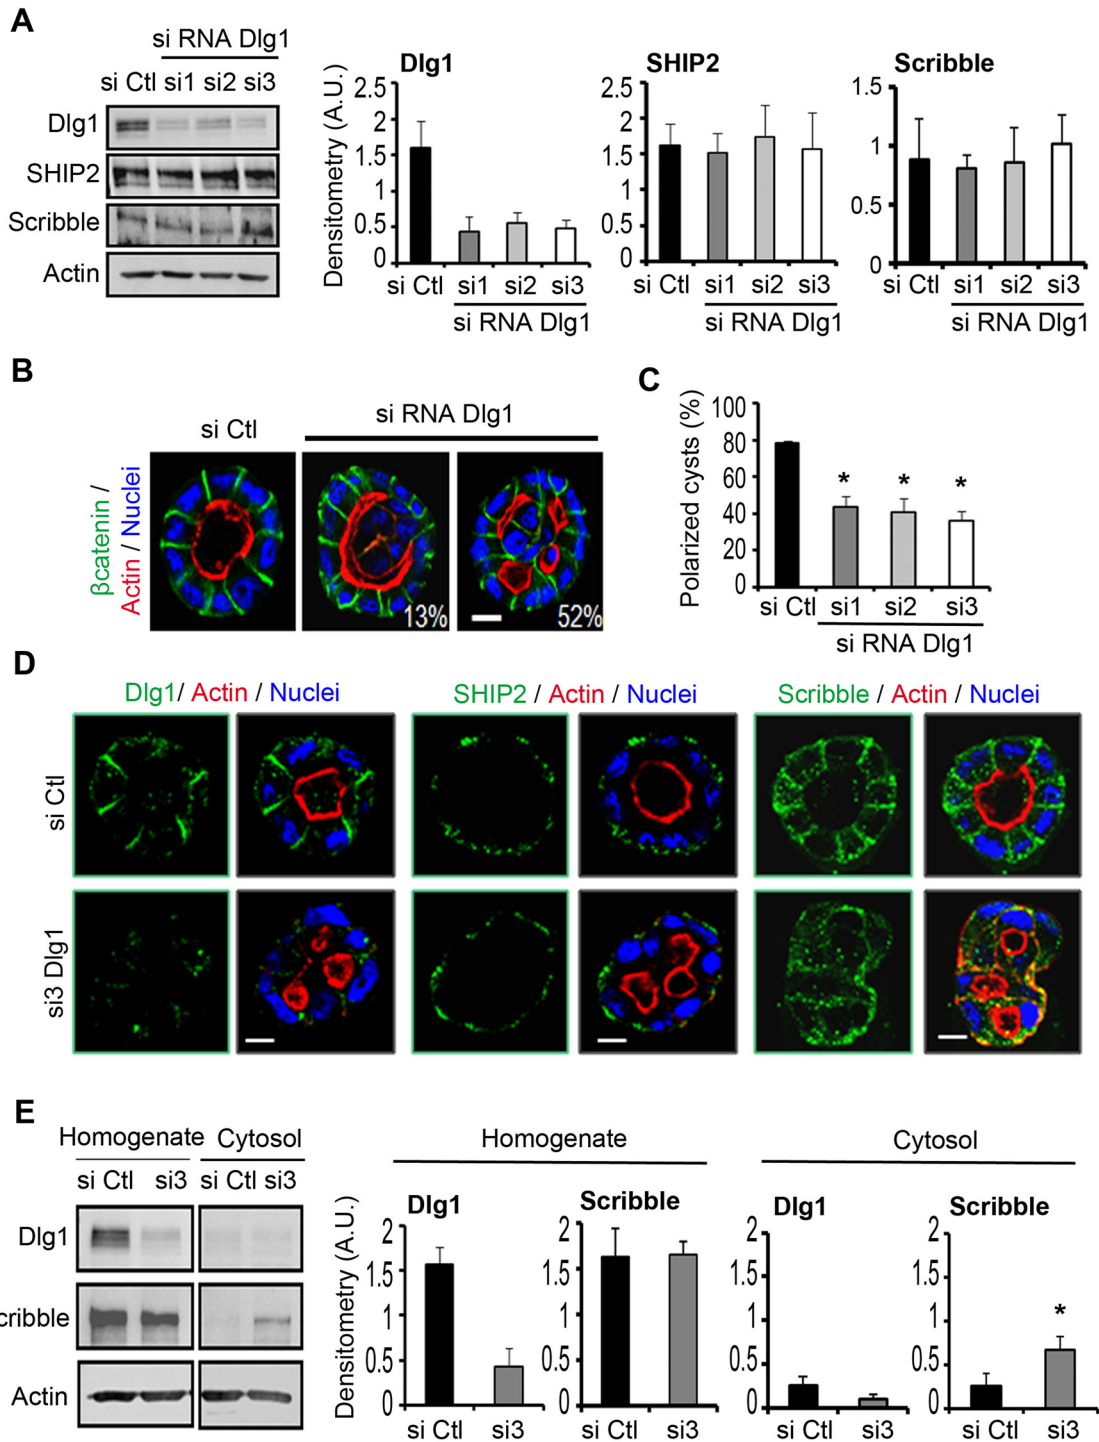 A
si RNA Dlg1
si Ctl si1 si2 si3
Dlg1
SHIP2
Scribble
Actin
Densitometry (A.U.)
Dlg1
2.5
2
1.5
1
0.5
0
si Ctl si1 si2 si3
si RNA Dlg1
SHIP2
2.5
2
1.5
1
0.5
0
si Ctl si1 si2 si3
si RNA Dlg1
Scribble
1.5
1
0.5
0
si Ctl si1 si2 si3
si RNA Dlg1
B
si RNA Dlg1
si Ctl
βcatenin /
Actin / Nuclei
13%
52%
C
Polarized cysts (%)
100
80
60
40
20
0
* * *
si Ctl si1 si2 si3
si RNA Dlg1
D
Dlg1/ Actin / Nuclei
SHIP2 / Actin / Nuclei
Scribble / Actin / Nuclei
si Ctl
si3 Dlg1
E
Homogenate Cytosol
si Ctl si3 si Ctl si3
Dlg1
cribble
Actin
Homogenate
Densitometry (A.U.)
Dlg1
2
1.5
1
0.5
0
si Ctl si3
Scribble
2
1.5
1
0.5
0
si Ctl si3
Cytosol
Dlg1
2
1.5
1
0.5
0
si Ctl si3
Scribble
2
1.5
1
0.5
0
*
si Ctl si3